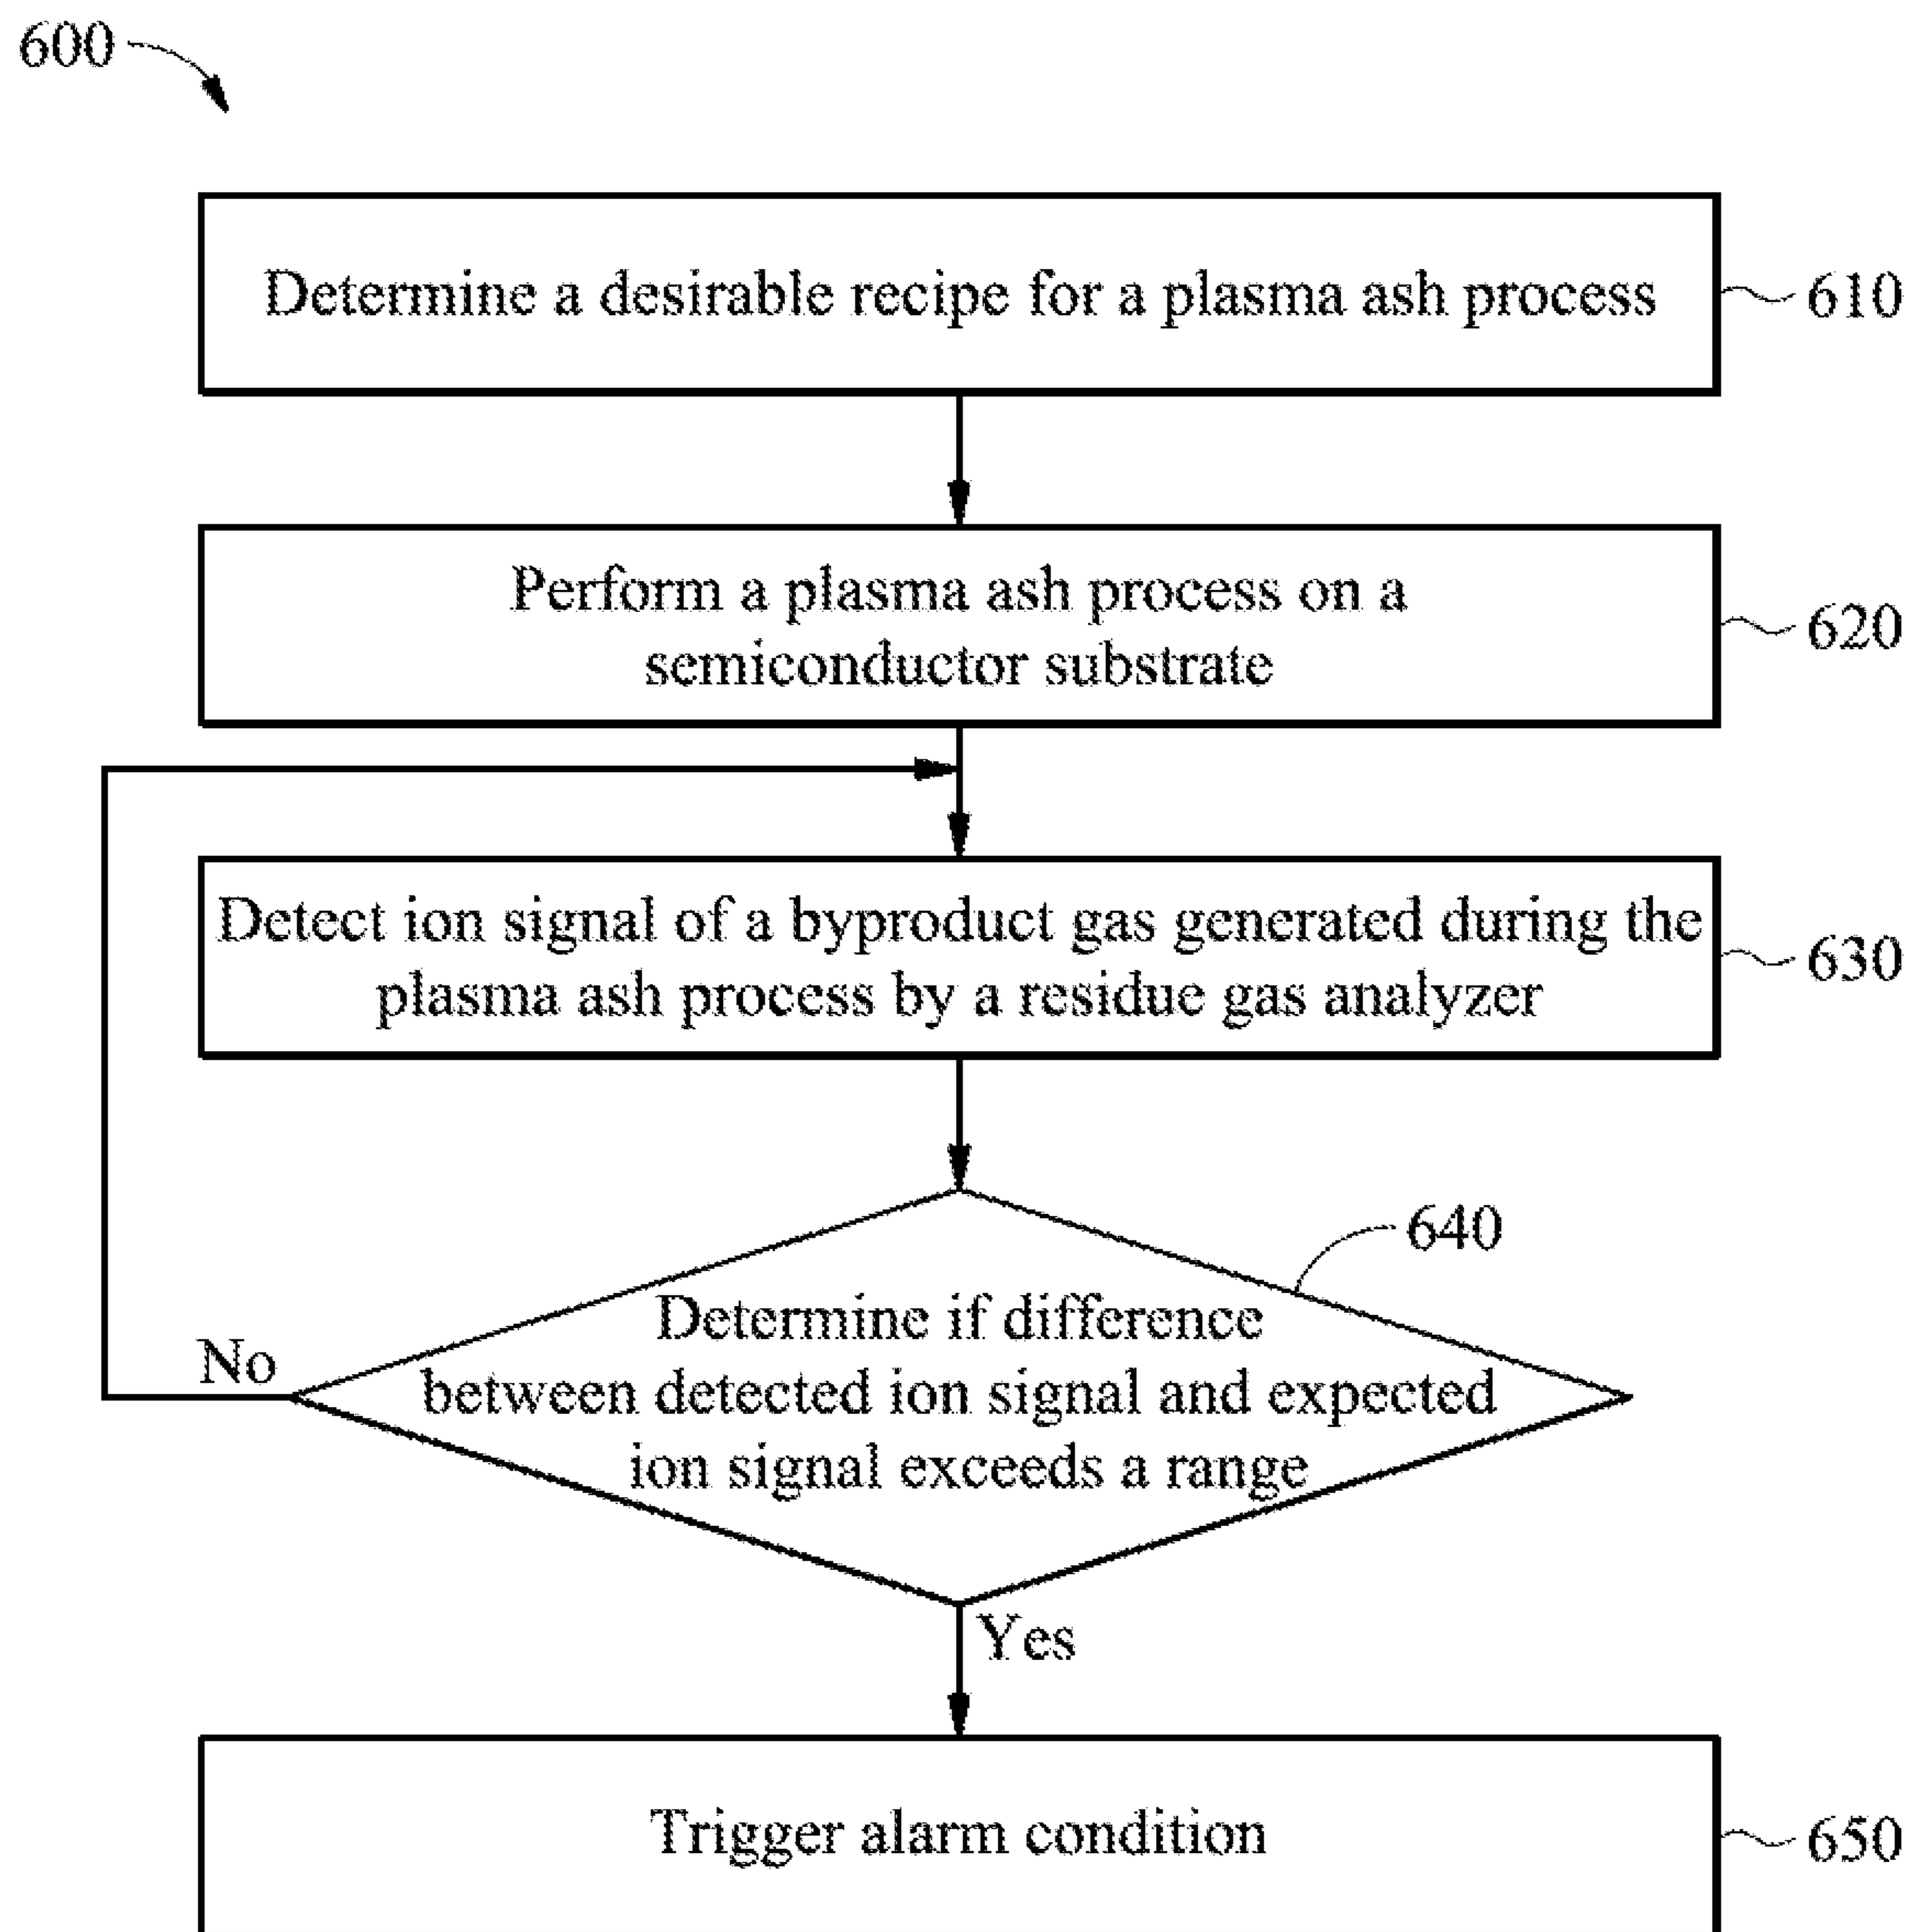 600
Determine a desirable recipe for a plasma ash process
610
Perform a plasma ash process on a
semiconductor substrate
620
Detect ion signal of a byproduct gas generated during the
plasma ash process by a residue gas analyzer
630
640
Determine if difference
between detected ion signal and expected
ion signal exceeds a range
No
Yes
Trigger alarm condition
650